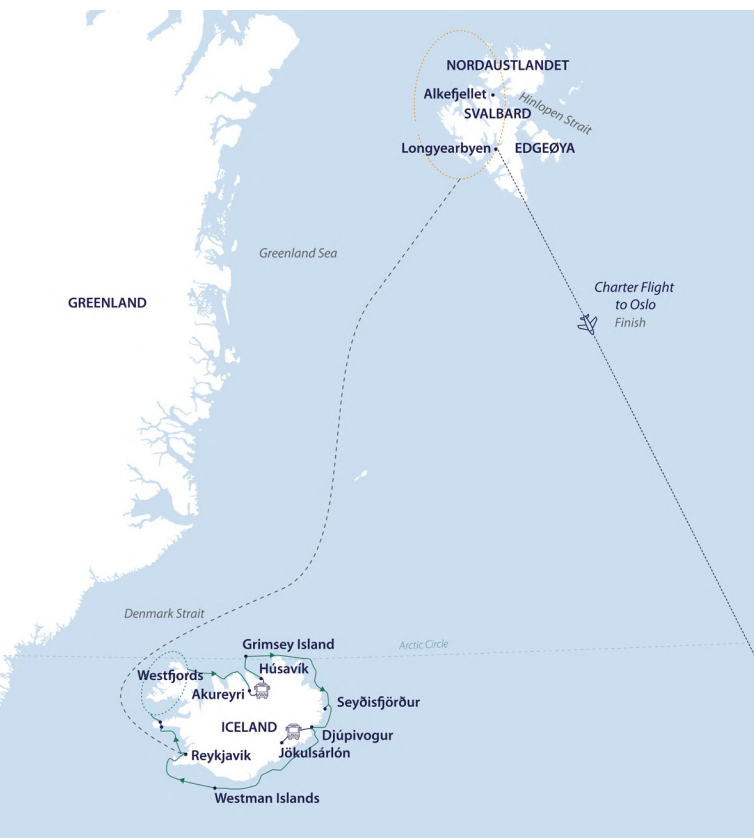 NORDAUSTLANDET
Alkefjellet
Hinlopen Strait
SVALBARD
Longyearbyen
EDGEØYA
Greenland Sea
GREENLAND
Charter Flight
to Oslo
Finish
Denmark Strait
Arctic Circle
Grimsey Island
Húsavík
Westfjords
Akureyri
Seyðisfjörður
ICELAND
Djúpivogur
Jökulsárlón
Reykjavik
Westman Islands